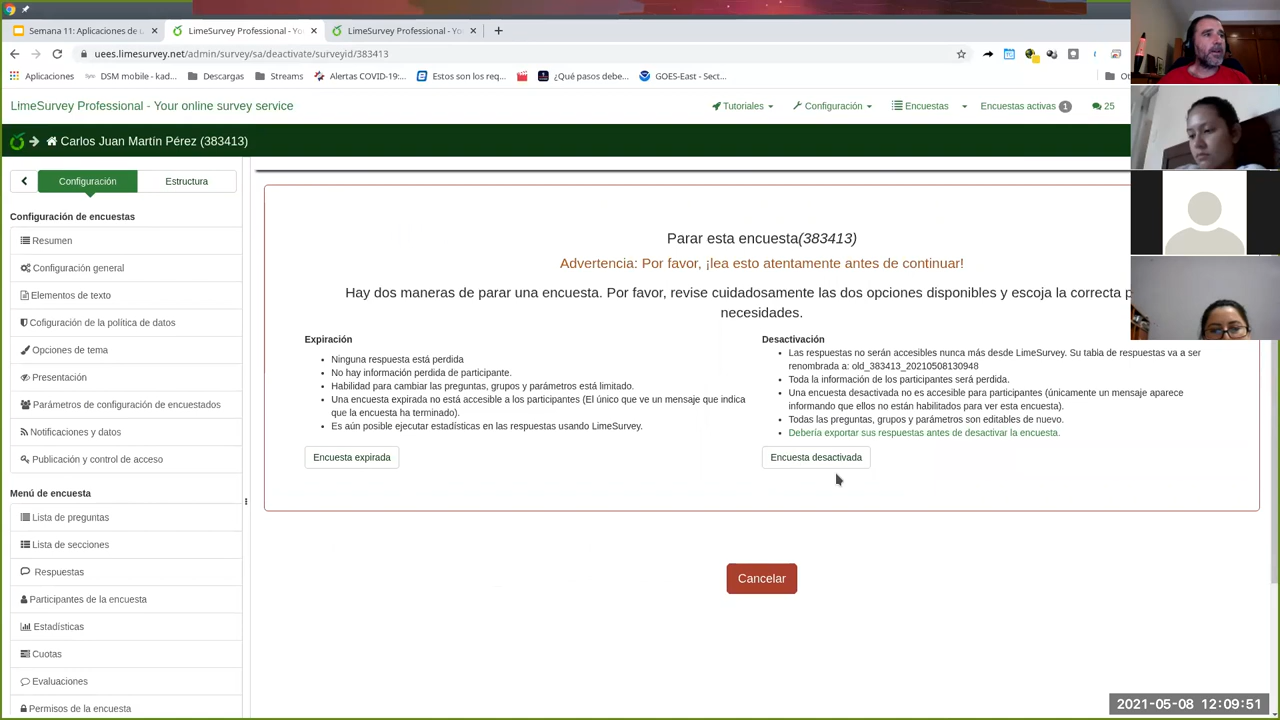 Semana 11: Aplicaciones de
LimeSurvey Professional - Yo
LimeSurvey Professional - Yo
uees.limesurvey.net/admin/survey/sa/deactivate/surveyid/383413
Aplicaciones
DSM mobile - kad...
Descargas
Streams
Alertas COVID-19:...
Estos son los req...
¿Qué pasos debe...
GOES-East - Sect...
LimeSurvey Professional - Your online survey service
Tutoriales
Configuración
Encuestas
Encuestas activas 1
25
Carlos Juan Martín Pérez (383413)
Configuración
Estructura
Configuración de encuestas
Resumen
Configuración general
Elementos de texto
Cofiguración de la política de datos
Opciones de tema
Presentación
Parámetros de configuración de encuestados
Notificaciones y datos
Publicación y control de acceso
Menú de encuesta
Lista de preguntas
Lista de secciones
Respuestas
Participantes de la encuesta
Estadísticas
Cuotas
Evaluaciones
Permisos de la encuesta
Parar esta encuesta(383413)
Advertencia: Por favor, ¡lea esto atentamente antes de continuar!
Hay dos maneras de parar una encuesta. Por favor, revise cuidadosamente las dos opciones disponibles y escoja la correcta
necesidades.
Expiración
• Ninguna respuesta está perdida
• No hay información perdida de participante.
• Habilidad para cambiar las preguntas, grupos y parámetros está limitado.
• Una encuesta expirada no está accesible a los participantes (El único que ve un mensaje que indica
que la encuesta ha terminado).
• Es aún posible ejecutar estadísticas en las respuestas usando LimeSurvey.
Encuesta expirada
Desactivación
• Las respuestas no serán accesibles nunca más desde LimeSurvey. Su tabla de respuestas va a ser
renombrada a: old_383413_20210508130948
• Toda la información de los participantes será perdida.
• Una encuesta desactivada no es accesible para participantes (únicamente un mensaje aparece
informando que ellos no están habilitados para ver esta encuesta).
• Todas las preguntas, grupos y parámetros son editables de nuevo.
• Debería exportar sus respuestas antes de desactivar la encuesta.
Encuesta desactivada
Cancelar
2021-05-08 12:09:51